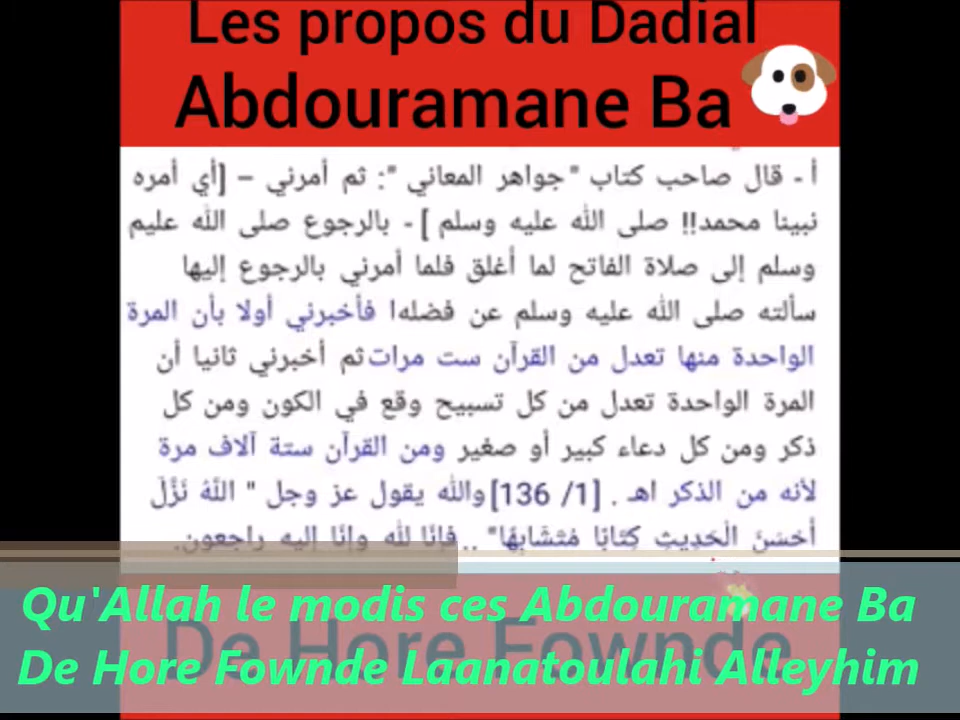 Les propos du Dadial
Abdouramane Ba
أ - قال صاحب كتاب "جواهر المعاني ": ثم أمرني – [أي أمره
نبينا محمد!! صلى الله عليه وسلم ] - بالرجوع صلى الله عليم
وسلم إلى صلاة الفاتح لما أغلق فلما أمرني بالرجوع إليها
سألته صلى الله عليه وسلم عن فضلها فأخبرني أولا بأن المرة
الواحدة منها تعدل من القرآن ست مرات ثم أخبرني ثانيا أن
المرة الواحدة تعدل من كل تسبيح وقع في الكون ومن كل
ذكر ومن كل دعاء كبير أو صغير ومن القرآن ستة آلاف مرة
لأنه من الذكر اهـ . [1/ 136] والله يقول عز وجل " اللَّهُ نَزَّلَ
أَحْسَنَ الْحَدِيثِ كِتَابًا مُتَشَابِهًا" .. فإنا لله وإنا إليه راجعون.
De Hore Fownde
Qu'Allah le modis ces Abdouramane Ba
De Hore Fownde Laanatoulahi Alleyhim